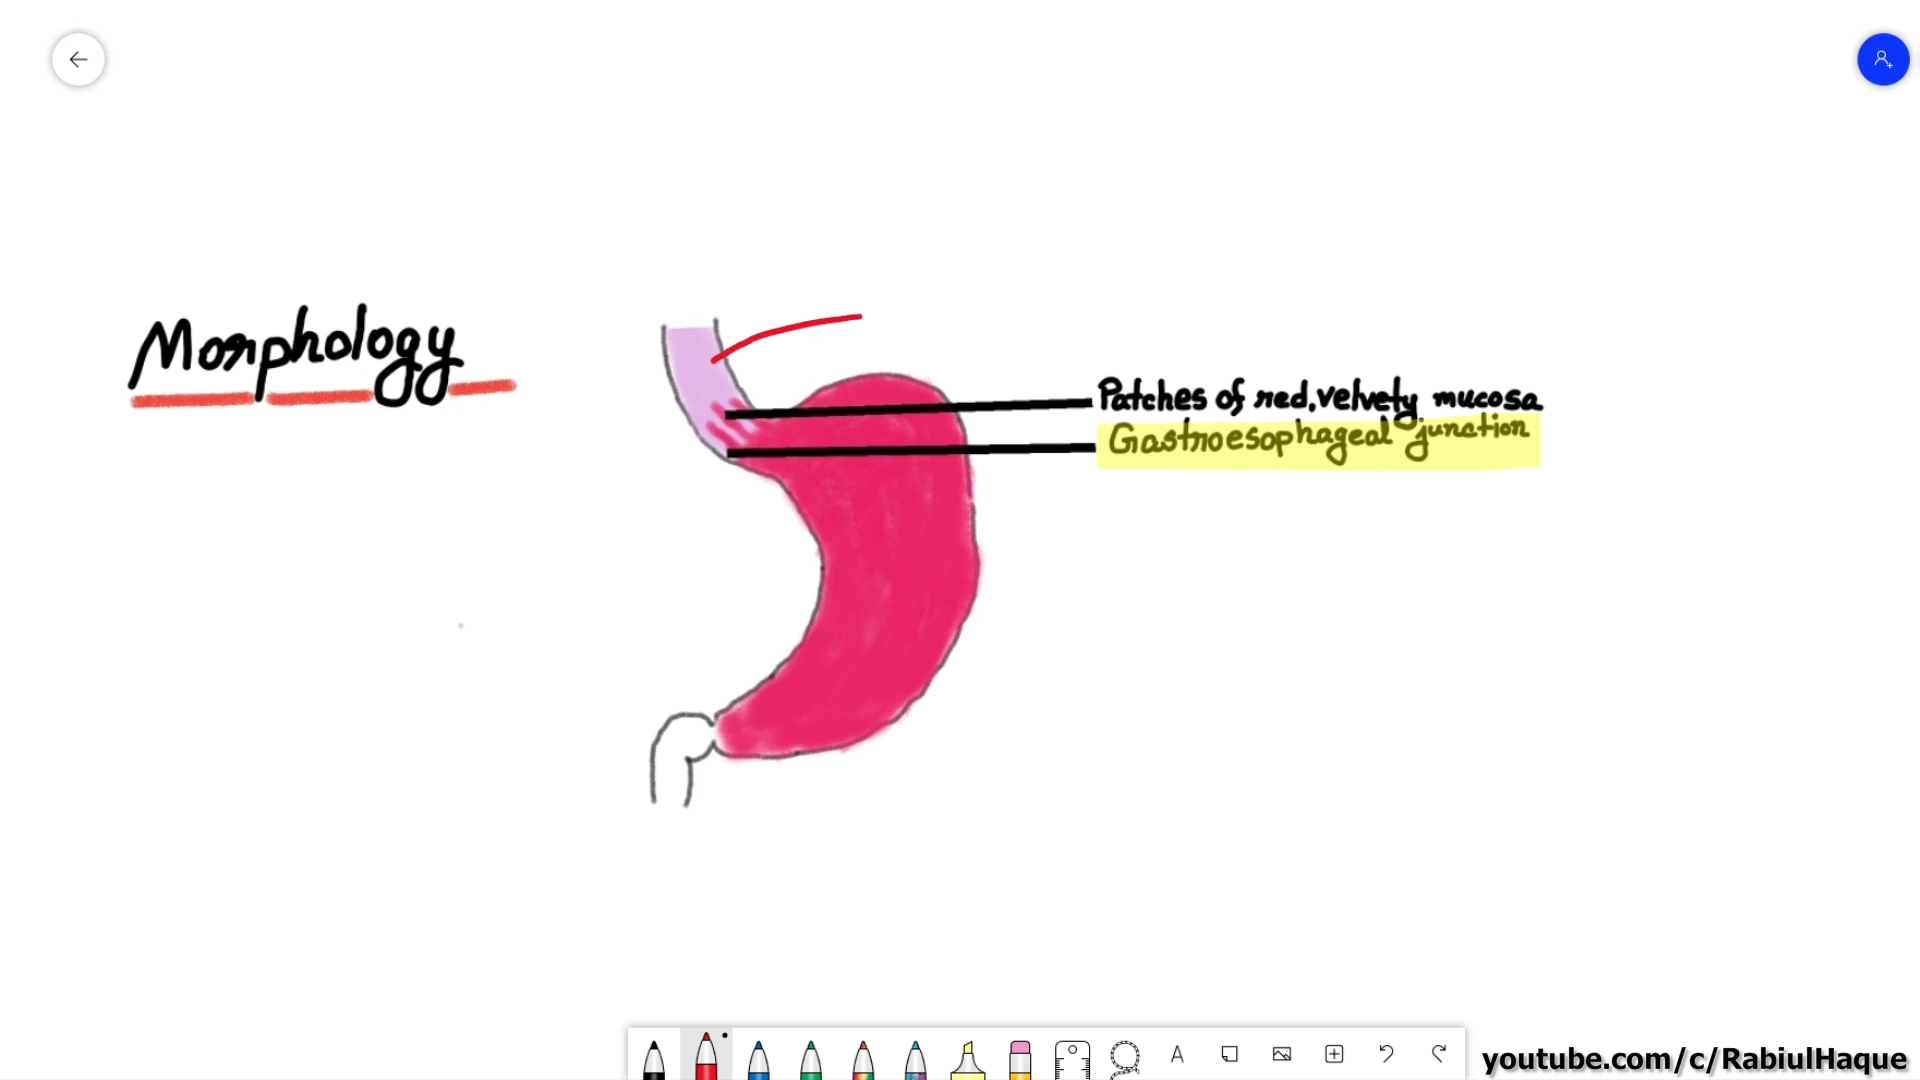 Morphology
Patches of red, velvety mucosa
Gastroesophageal junction
A
youtube.com/c/RabiulHaque